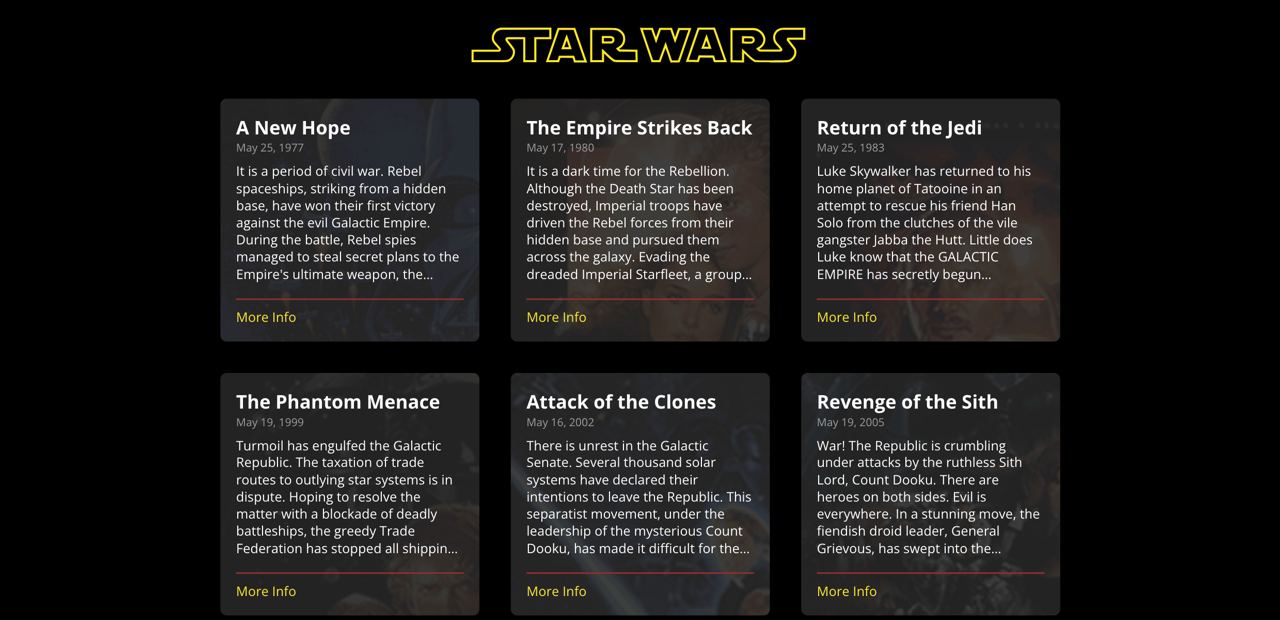 STAR WARS
A New Hope
May 25, 1977
It is a period of civil war. Rebel
spaceships, striking from a hidden
base, have won their first victory
against the evil Galactic Empire.
During the battle, Rebel spies
managed to steal secret plans to the
Empire's ultimate weapon, the...
More Info
The Empire Strikes Back
May 17, 1980
It is a dark time for the Rebellion.
Although the Death Star has been
destroyed, Imperial troops have
driven the Rebel forces from their
hidden base and pursued them
across the galaxy. Evading the
dreaded Imperial Starfleet, a group...
More Info
Return of the Jedi
May 25, 1983
Luke Skywalker has returned to his
home planet of Tatooine in an
attempt to rescue his friend Han
Solo from the clutches of the vile
gangster Jabba the Hutt. Little does
Luke know that the GALACTIC
EMPIRE has secretly begun...
More Info
The Phantom Menace
May 19, 1999
Turmoil has engulfed the Galactic
Republic. The taxation of trade
routes to outlying star systems is in
dispute. Hoping to resolve the
matter with a blockade of deadly
battleships, the greedy Trade
Federation has stopped all shippin...
More Info
Attack of the Clones
May 16, 2002
There is unrest in the Galactic
Senate. Several thousand solar
systems have declared their
intentions to leave the Republic. This
separatist movement, under the
leadership of the mysterious Count
Dooku, has made it difficult for the...
More Info
Revenge of the Sith
May 19, 2005
War! The Republic is crumbling
under attacks by the ruthless Sith
Lord, Count Dooku. There are
heroes on both sides. Evil is
everywhere. In a stunning move, the
fiendish droid leader, General
Grievous, has swept into the...
More Info